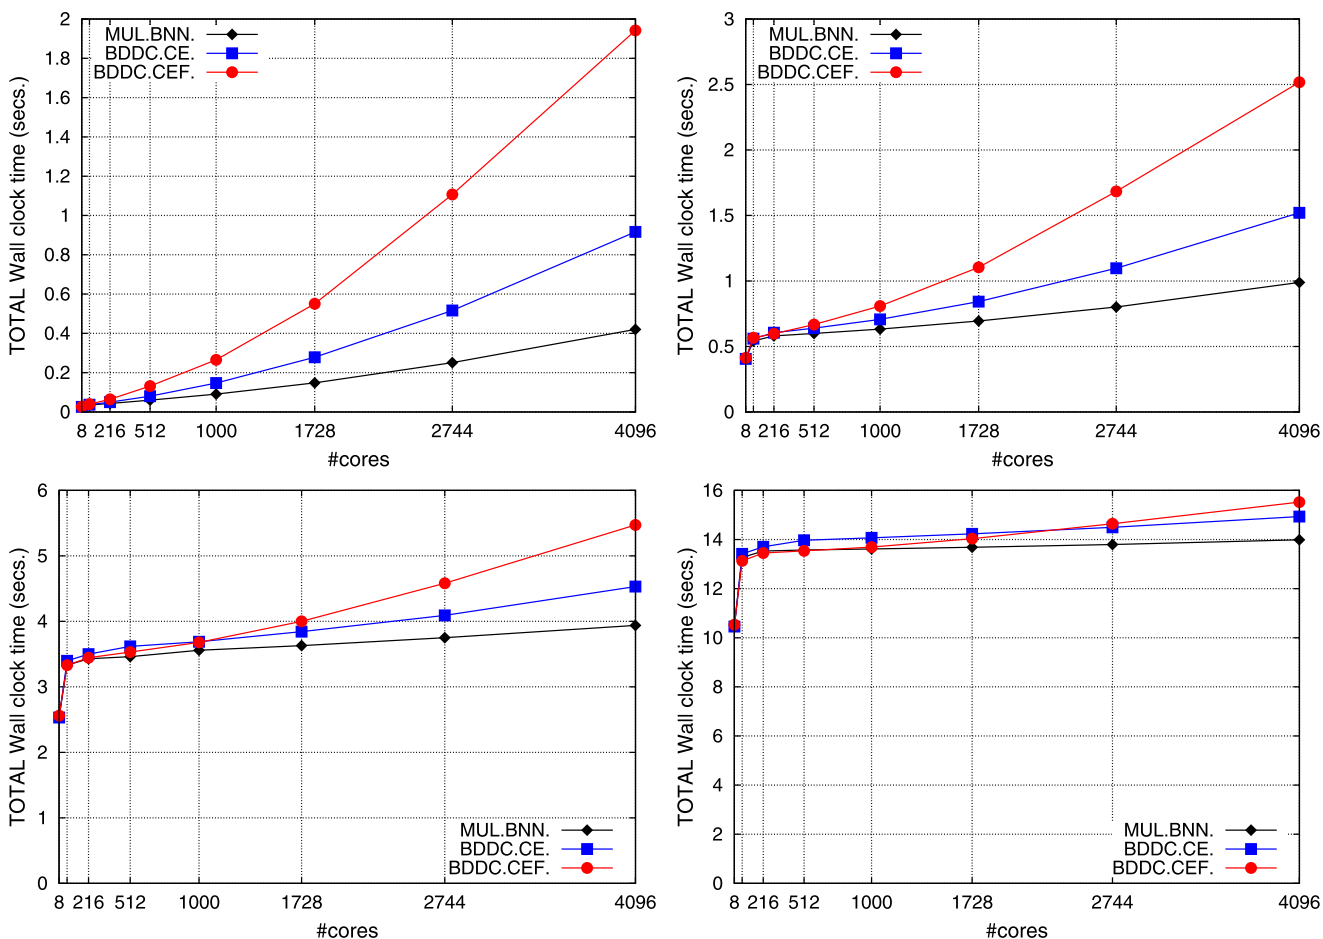 TOTAL Wall clock time (secs.)
2
1.8
1.6
1.4
1.2
1
0.8
0.6
0.4
0.2
0
MUL.BNN.
BDDC.CE.
BDDC.CEF.
8 216 512 1000 1728 2744 4096
#cores
TOTAL Wall clock time (secs.)
3
2.5
2
1.5
1
0.5
0
MUL.BNN.
BDDC.CE.
BDDC.CEF.
8 216 512 1000 1728 2744 4096
#cores
TOTAL Wall clock time (secs.)
6
5
4
3
2
1
0
MUL.BNN.
BDDC.CE.
BDDC.CEF.
8 216 512 1000 1728 2744 4096
#cores
TOTAL Wall clock time (secs.)
16
14
12
10
8
6
4
2
0
MUL.BNN.
BDDC.CE.
BDDC.CEF.
8 216 512 1000 1728 2744 4096
#cores